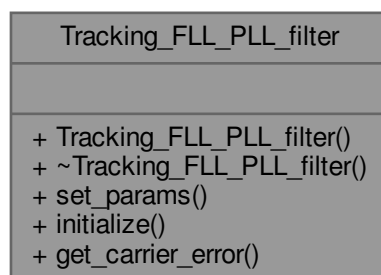 Tracking_FLL_PLL_filter
+ Tracking_FLL_PLL_filter()
+ ~Tracking_FLL_PLL_filter()
+ set_params()
+ initialize()
+ get_carrier_error()